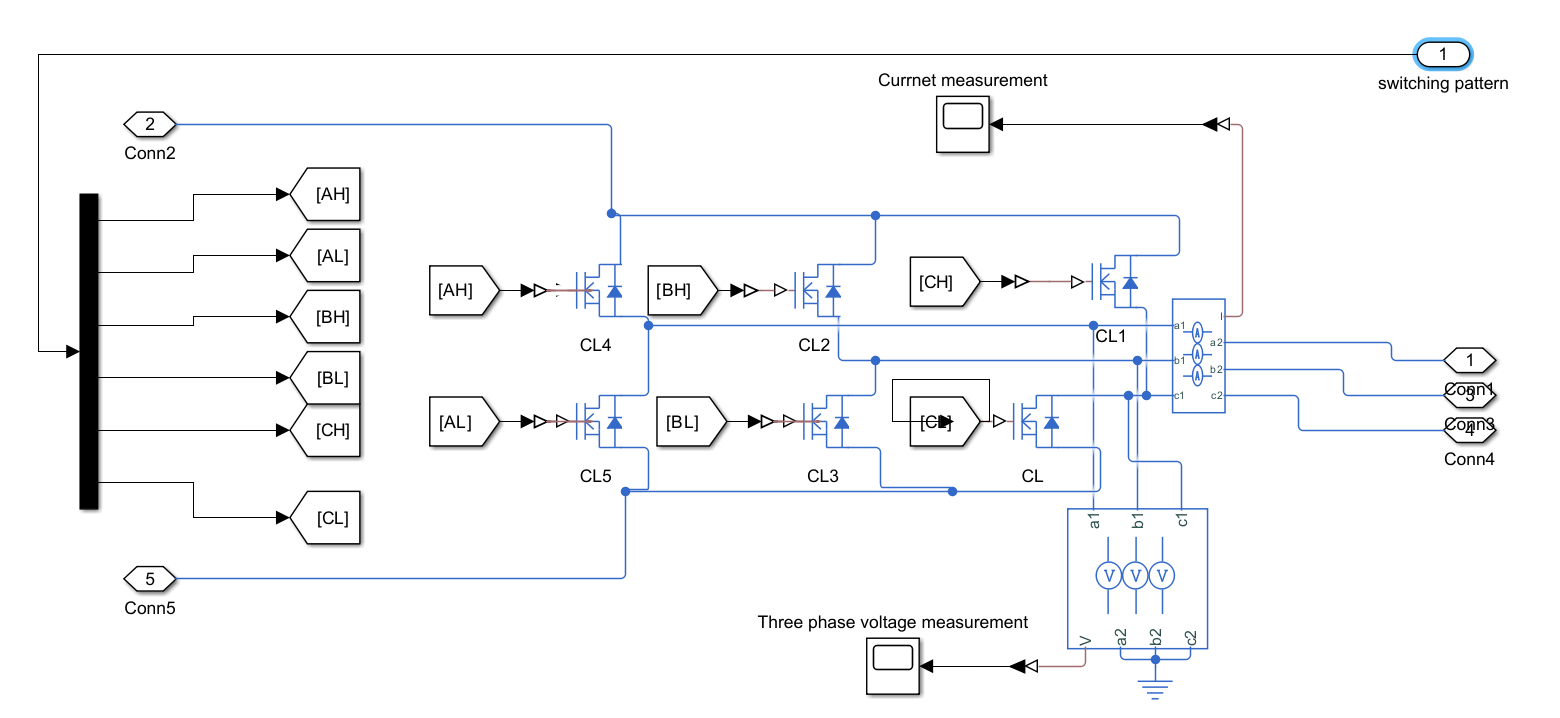 1
switching pattern
Currnet measurement
2
Conn2
[AH]
[AL]
[BH]
[BL]
[CH]
[CL]
[AH]
CL4
[BH]
CL2
[CH]
CL1
[AL]
CL5
[BL]
CL3
CL
I
a1
A
a2
b1
A
b2
A
c1
c2
1
Conn1
3
Conn3
4
Conn4
5
Conn5
a1
b1
c1
V
V
V
V
a2
b2
c2
Three phase voltage measurement